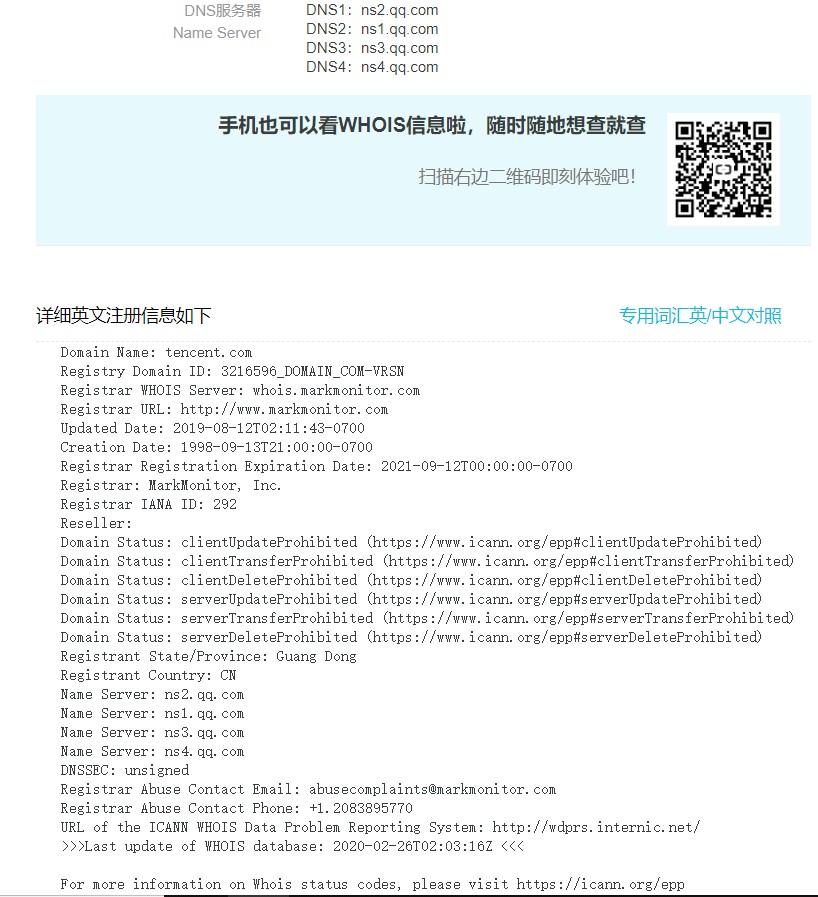 DNS服务器
Name Server
DNS1：ns2.qq.com
DNS2：ns1.qq.com
DNS3：ns3.qq.com
DNS4：ns4.qq.com
手机也可以看WHOIS信息啦，随时随地想查就查
扫描右边二维码即刻体验吧！
详细英文注册信息如下
专用词汇英/中文对照
Domain Name: tencent.com
Registry Domain ID: 3216596_DOMAIN_COM-VRSN
Registrar WHOIS Server: whois.markmonitor.com
Registrar URL: http://www.markmonitor.com
Updated Date: 2019-08-12T02:11:43-0700
Creation Date: 1998-09-13T21:00:00-0700
Registrar Registration Expiration Date: 2021-09-12T00:00:00-0700
Registrar: MarkMonitor, Inc.
Registrar IANA ID: 292
Reseller:
Domain Status: clientUpdateProhibited (https://www.icann.org/epp#clientUpdateProhibited)
Domain Status: clientTransferProhibited (https://www.icann.org/epp#clientTransferProhibited)
Domain Status: clientDeleteProhibited (https://www.icann.org/epp#clientDeleteProhibited)
Domain Status: serverUpdateProhibited (https://www.icann.org/epp#serverUpdateProhibited)
Domain Status: serverTransferProhibited (https://www.icann.org/epp#serverTransferProhibited)
Domain Status: serverDeleteProhibited (https://www.icann.org/epp#serverDeleteProhibited)
Registrant State/Province: Guang Dong
Registrant Country: CN
Name Server: ns2.qq.com
Name Server: ns1.qq.com
Name Server: ns3.qq.com
Name Server: ns4.qq.com
DNSSEC: unsigned
Registrar Abuse Contact Email: abusecomplaints@markmonitor.com
Registrar Abuse Contact Phone: +1.2083895770
URL of the ICANN WHOIS Data Problem Reporting System: http://wdprs.internic.net/
>>>Last update of WHOIS database: 2020-02-26T02:03:16Z <<<
For more information on Whois status codes, please visit https://icann.org/epp